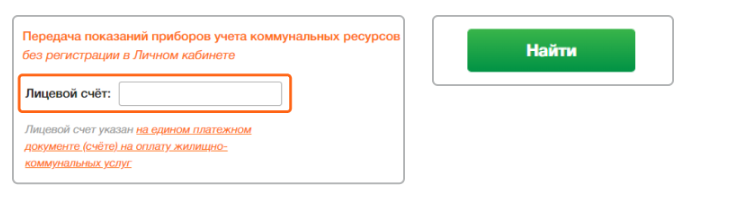 Передача показаний приборов учета коммунальных ресурсов
без регистрации в Личном кабинете
Лицевой счёт:
Лицевой счет указан на едином платежном
документе (счёте) на оплату жилищно-
коммунальных услуг
Найти